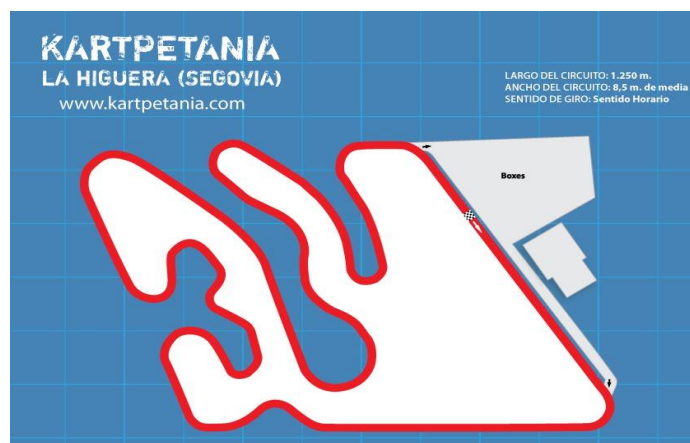 KARTPETANIA
LA HIGUERA (SEGOVIA)
www.kartpetania.com
LARGO DEL CIRCUITO: 1.250 m.
ANCHO DEL CIRCUITO: 8,5 m. de media
SENTIDO DE GIRO: Sentido Horario
Boxes